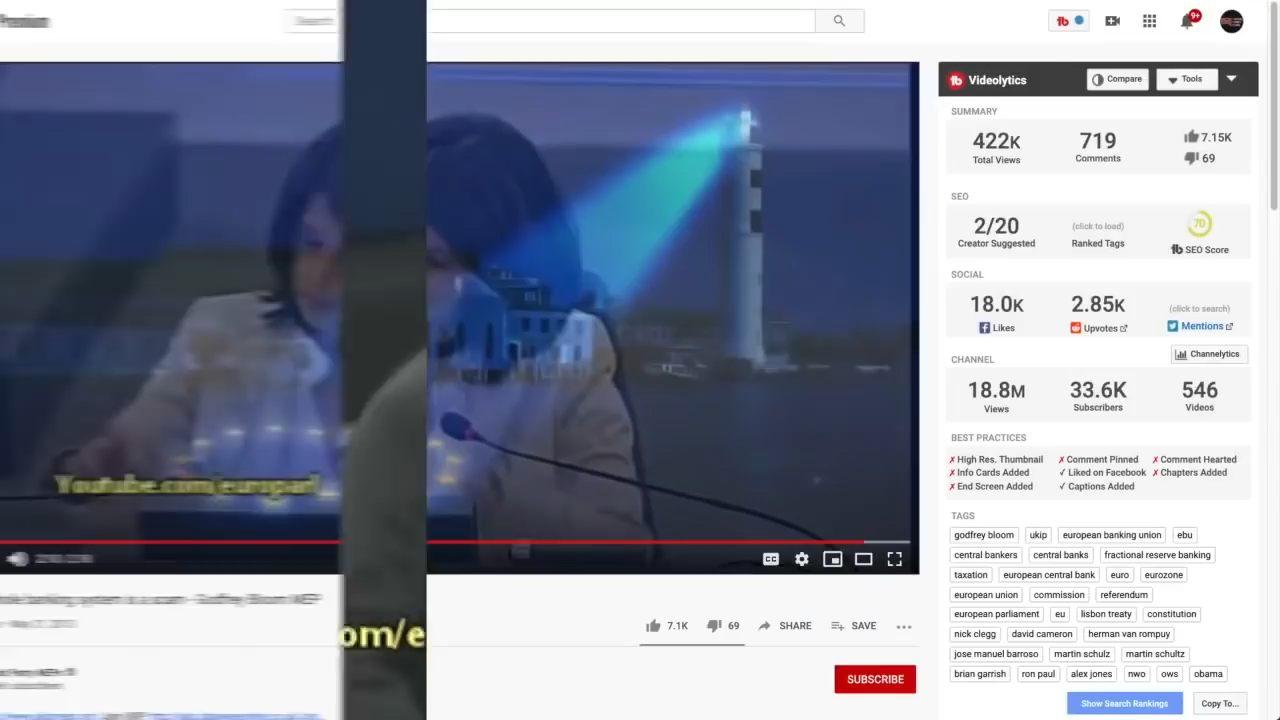 9+
Videolytics
Compare
Tools
SUMMARY
422K
719
7.15K
Total Views
Comments
69
SEO
2/20
(click to load)
70
Creator Suggested
Ranked Tags
SEO Score
SOCIAL
18.0K
2.85K
(click to search)
Likes
Upvotes
Mentions
CHANNEL
Channelytics
18.8M
33.6K
546
Views
Subscribers
Videos
BEST PRACTICES
✗ High Res. Thumbnail ✗ Comment Pinned ✗ Comment Hearted
✗ Info Cards Added ✓ Liked on Facebook ✗ Chapters Added
✗ End Screen Added ✓ Captions Added
TAGS
godfrey bloom ukip european banking union ebu
central bankers central banks fractional reserve banking
taxation european central bank euro eurozone
european union commission referendum
european parliament eu lisbon treaty constitution
nick clegg david cameron herman van rompuy
jose manuel barroso martin schulz martin schultz
brian garrish ron paul alex jones nwo ows obama
Show Search Rankings
Copy To...
CC
7.1K 69 SHARE SAVE
om/e
SUBSCRIBE